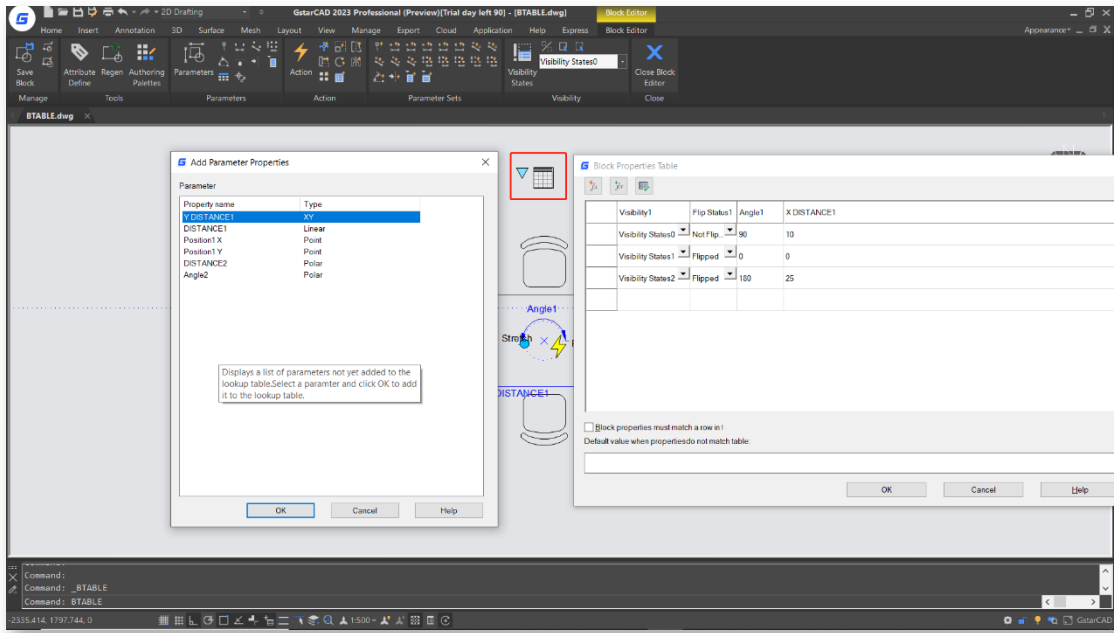 2D Drafting
GstarCAD 2023 Professional (Preview)[Trial day left 90] - [BTABLE.dwg]
Block Editor
Home Insert Annotation 3D Surface Mesh Layout View Manage Export Cloud Application Help Express Block Editor
Appearance
Save Block
Attribute Define
Regen
Authoring Palettes
Parameters
Action
Visibility States
Visibility States0
Close Block Editor
Manage Tools Parameters Action Parameter Sets Visibility Close
BTABLE.dwg
Add Parameter Properties
Parameter
Property name Type
Y DISTANCE1 XY
DISTANCE1 Linear
Position1 X Point
Position1 Y Point
DISTANCE2 Polar
Angle2 Polar
Displays a list of parameters not yet added to the
lookup table.Select a paramter and click OK to add
it to the lookup table.
OK Cancel Help
Angle1
Stretch
DISTANCE1
Block Properties Table
Visibility1 Flip Status1 Angle1 X DISTANCE1
Visibility States0 Not Flip... 90 10
Visibility States1 Flipped 0 0
Visibility States2 Flipped 180 25
Block properties must match a row in t
Default value when propertiesdo not match table:
OK Cancel Help
Command:
Command: _BTABLE
Command: BTABLE
-2335.414, 1797.744, 0
1:500
GstarCAD